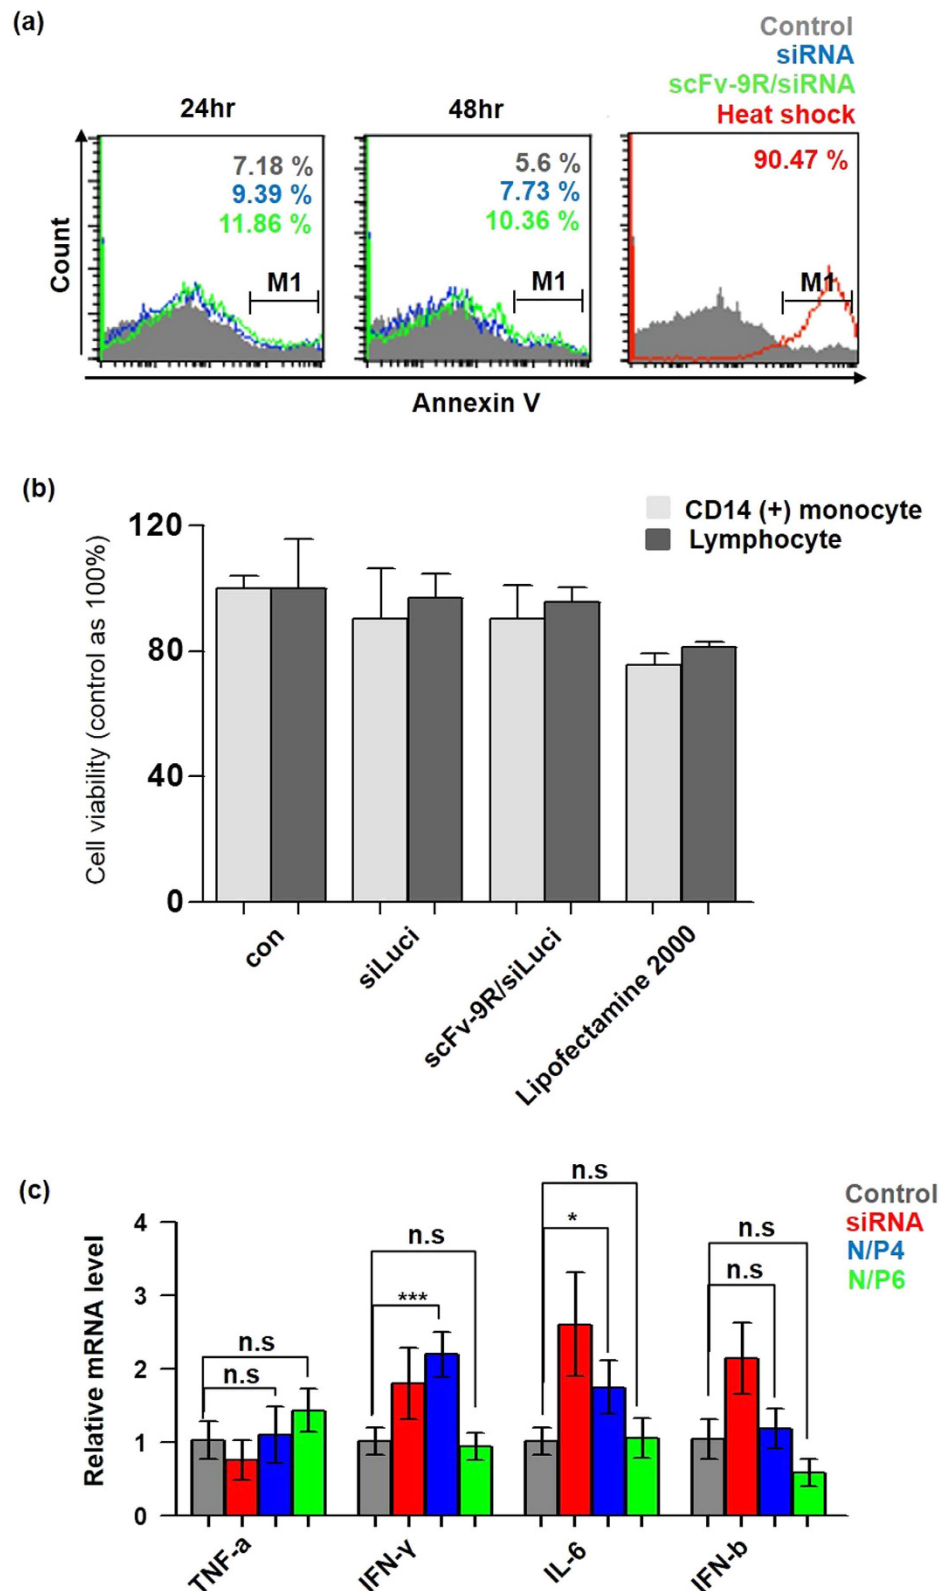 (a)
Control
siRNA
scFv-9R/siRNA
Heat shock
24hr
48hr
7.18 %
9.39 %
11.86 %
5.6 %
7.73 %
10.36 %
90.47 %
M1
M1
M1
Count
Annexin V
(b)
CD14 (+) monocyte
Lymphocyte
Cell viability (control as 100%)
120
80
40
0
con
siLuci
scFv-9R/siLuci
Lipofectamine 2000
(c)
Control
siRNA
N/P4
N/P6
Relative mRNA level
4
3
2
1
0
n.s
n.s
n.s
***
n.s
*
n.s
n.s
TNF-a
IFN-γ
IL-6
IFN-b